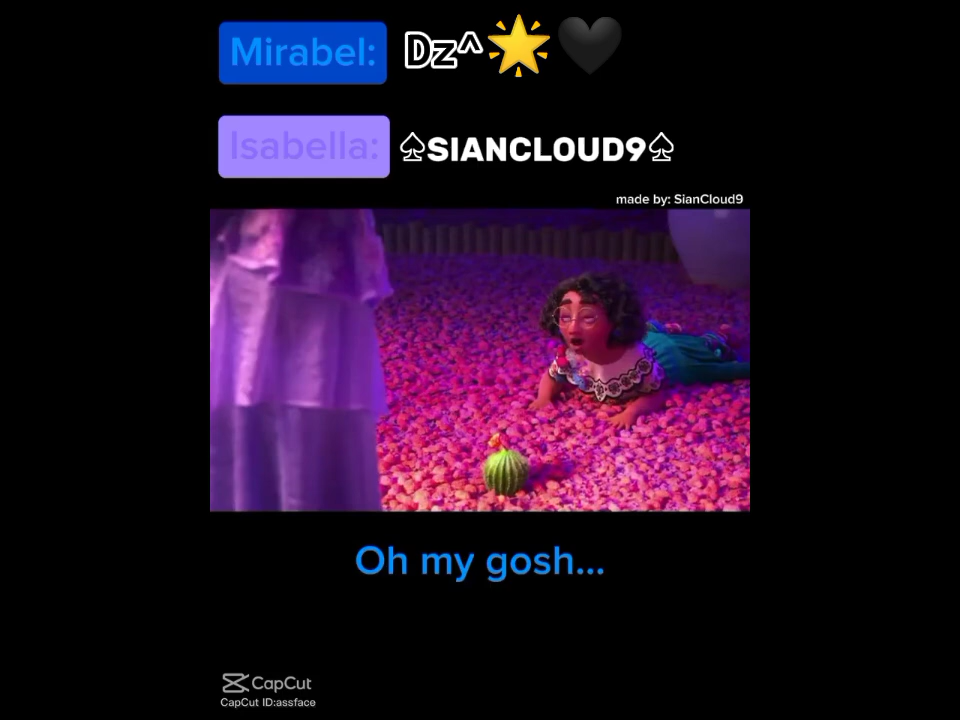 Mirabel: Dz^🌟🖤
Isabella: ♤SIANCLOUD9♤
made by: SianCloud9
Oh my gosh...
CapCut
CapCut ID:assface